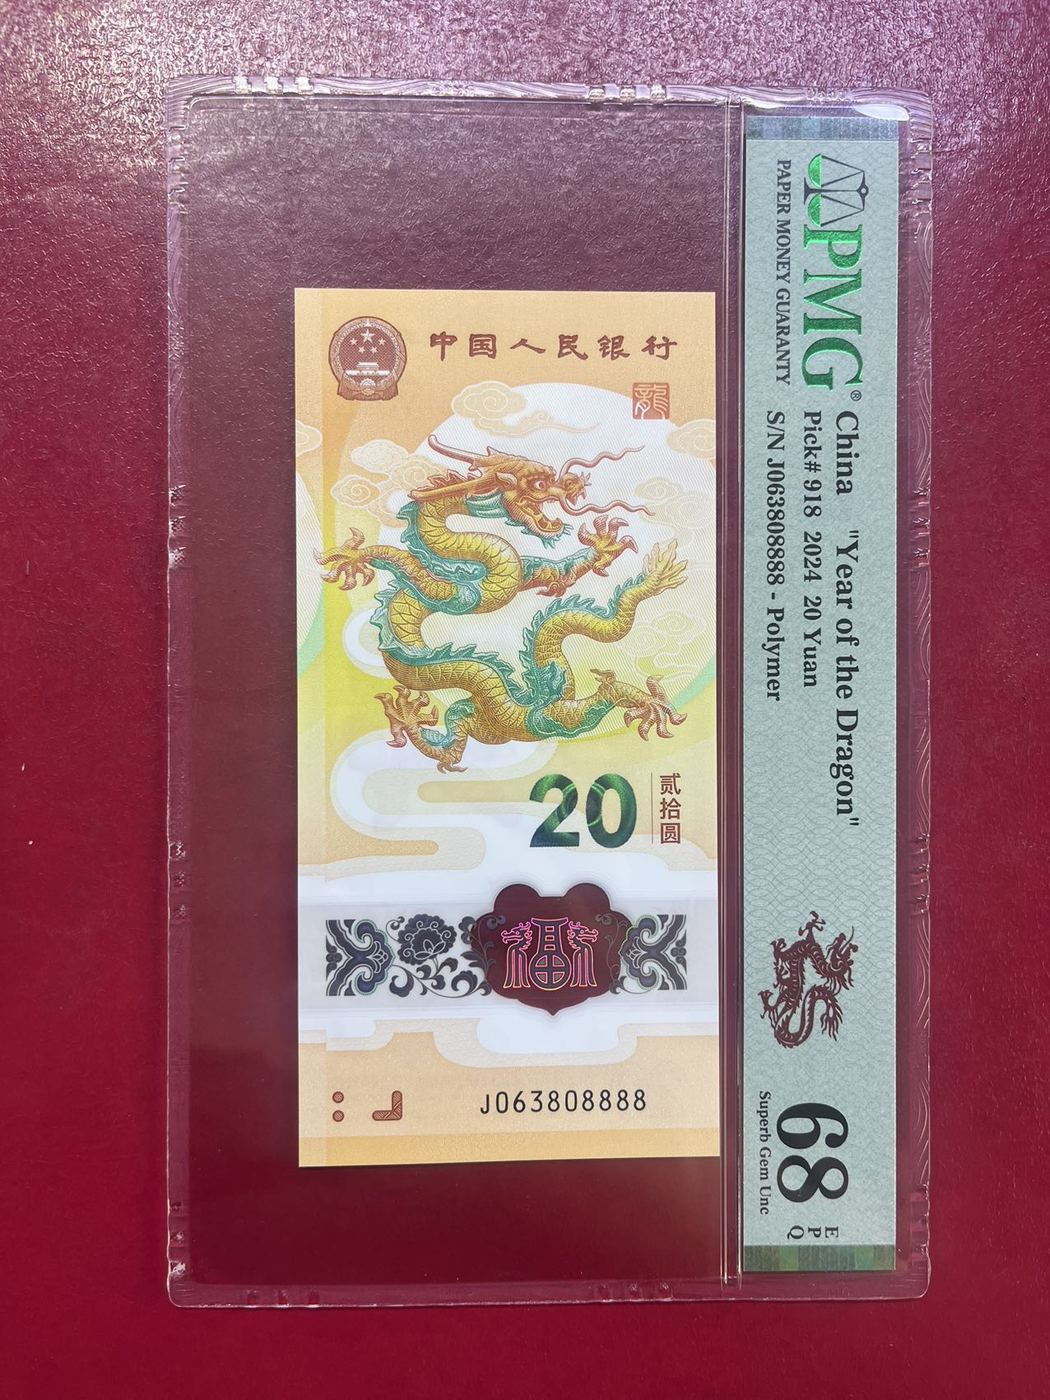 中国人民银行
龍
20
贰拾圆
福
J063808888
PMG®
PAPER MONEY GUARANTY
China "Year of the Dragon"
Pick# 918 2024 20 Yuan
S/N J063808888 - Polymer
68 EPQ
Superb Gem Unc